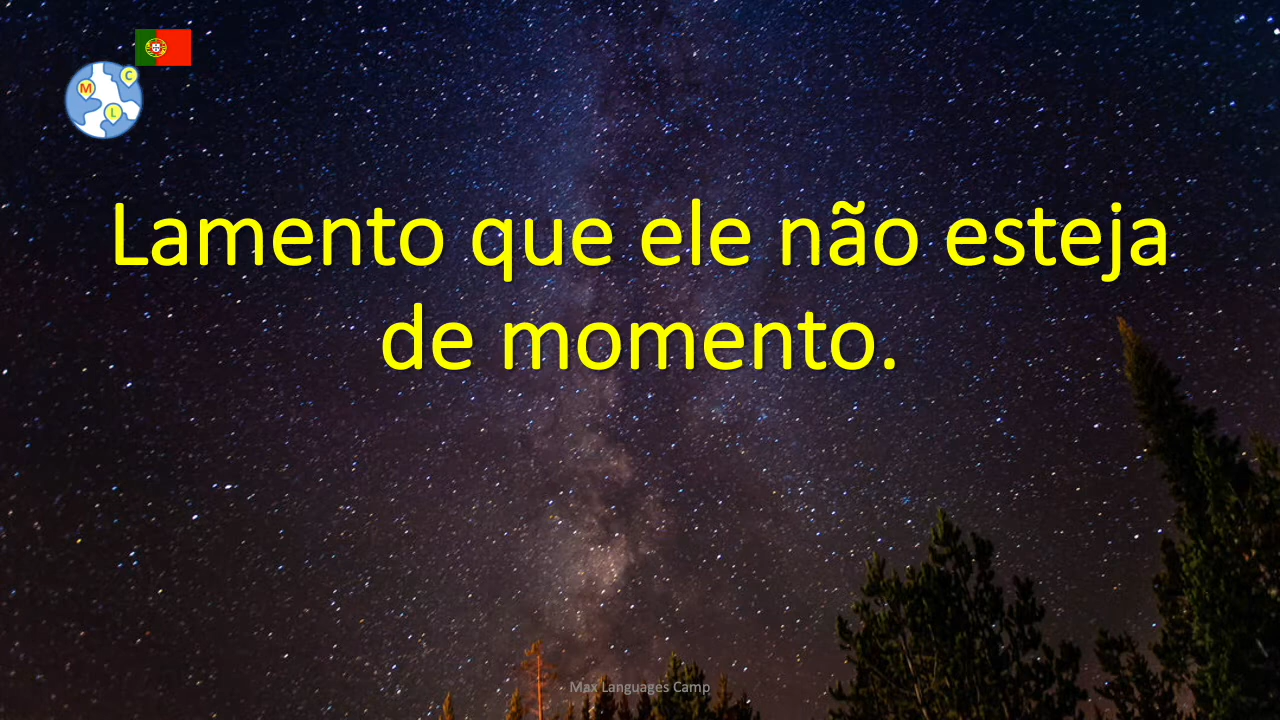 M
C
L
Lamento que ele não esteja
de momento.
Max Languages Camp